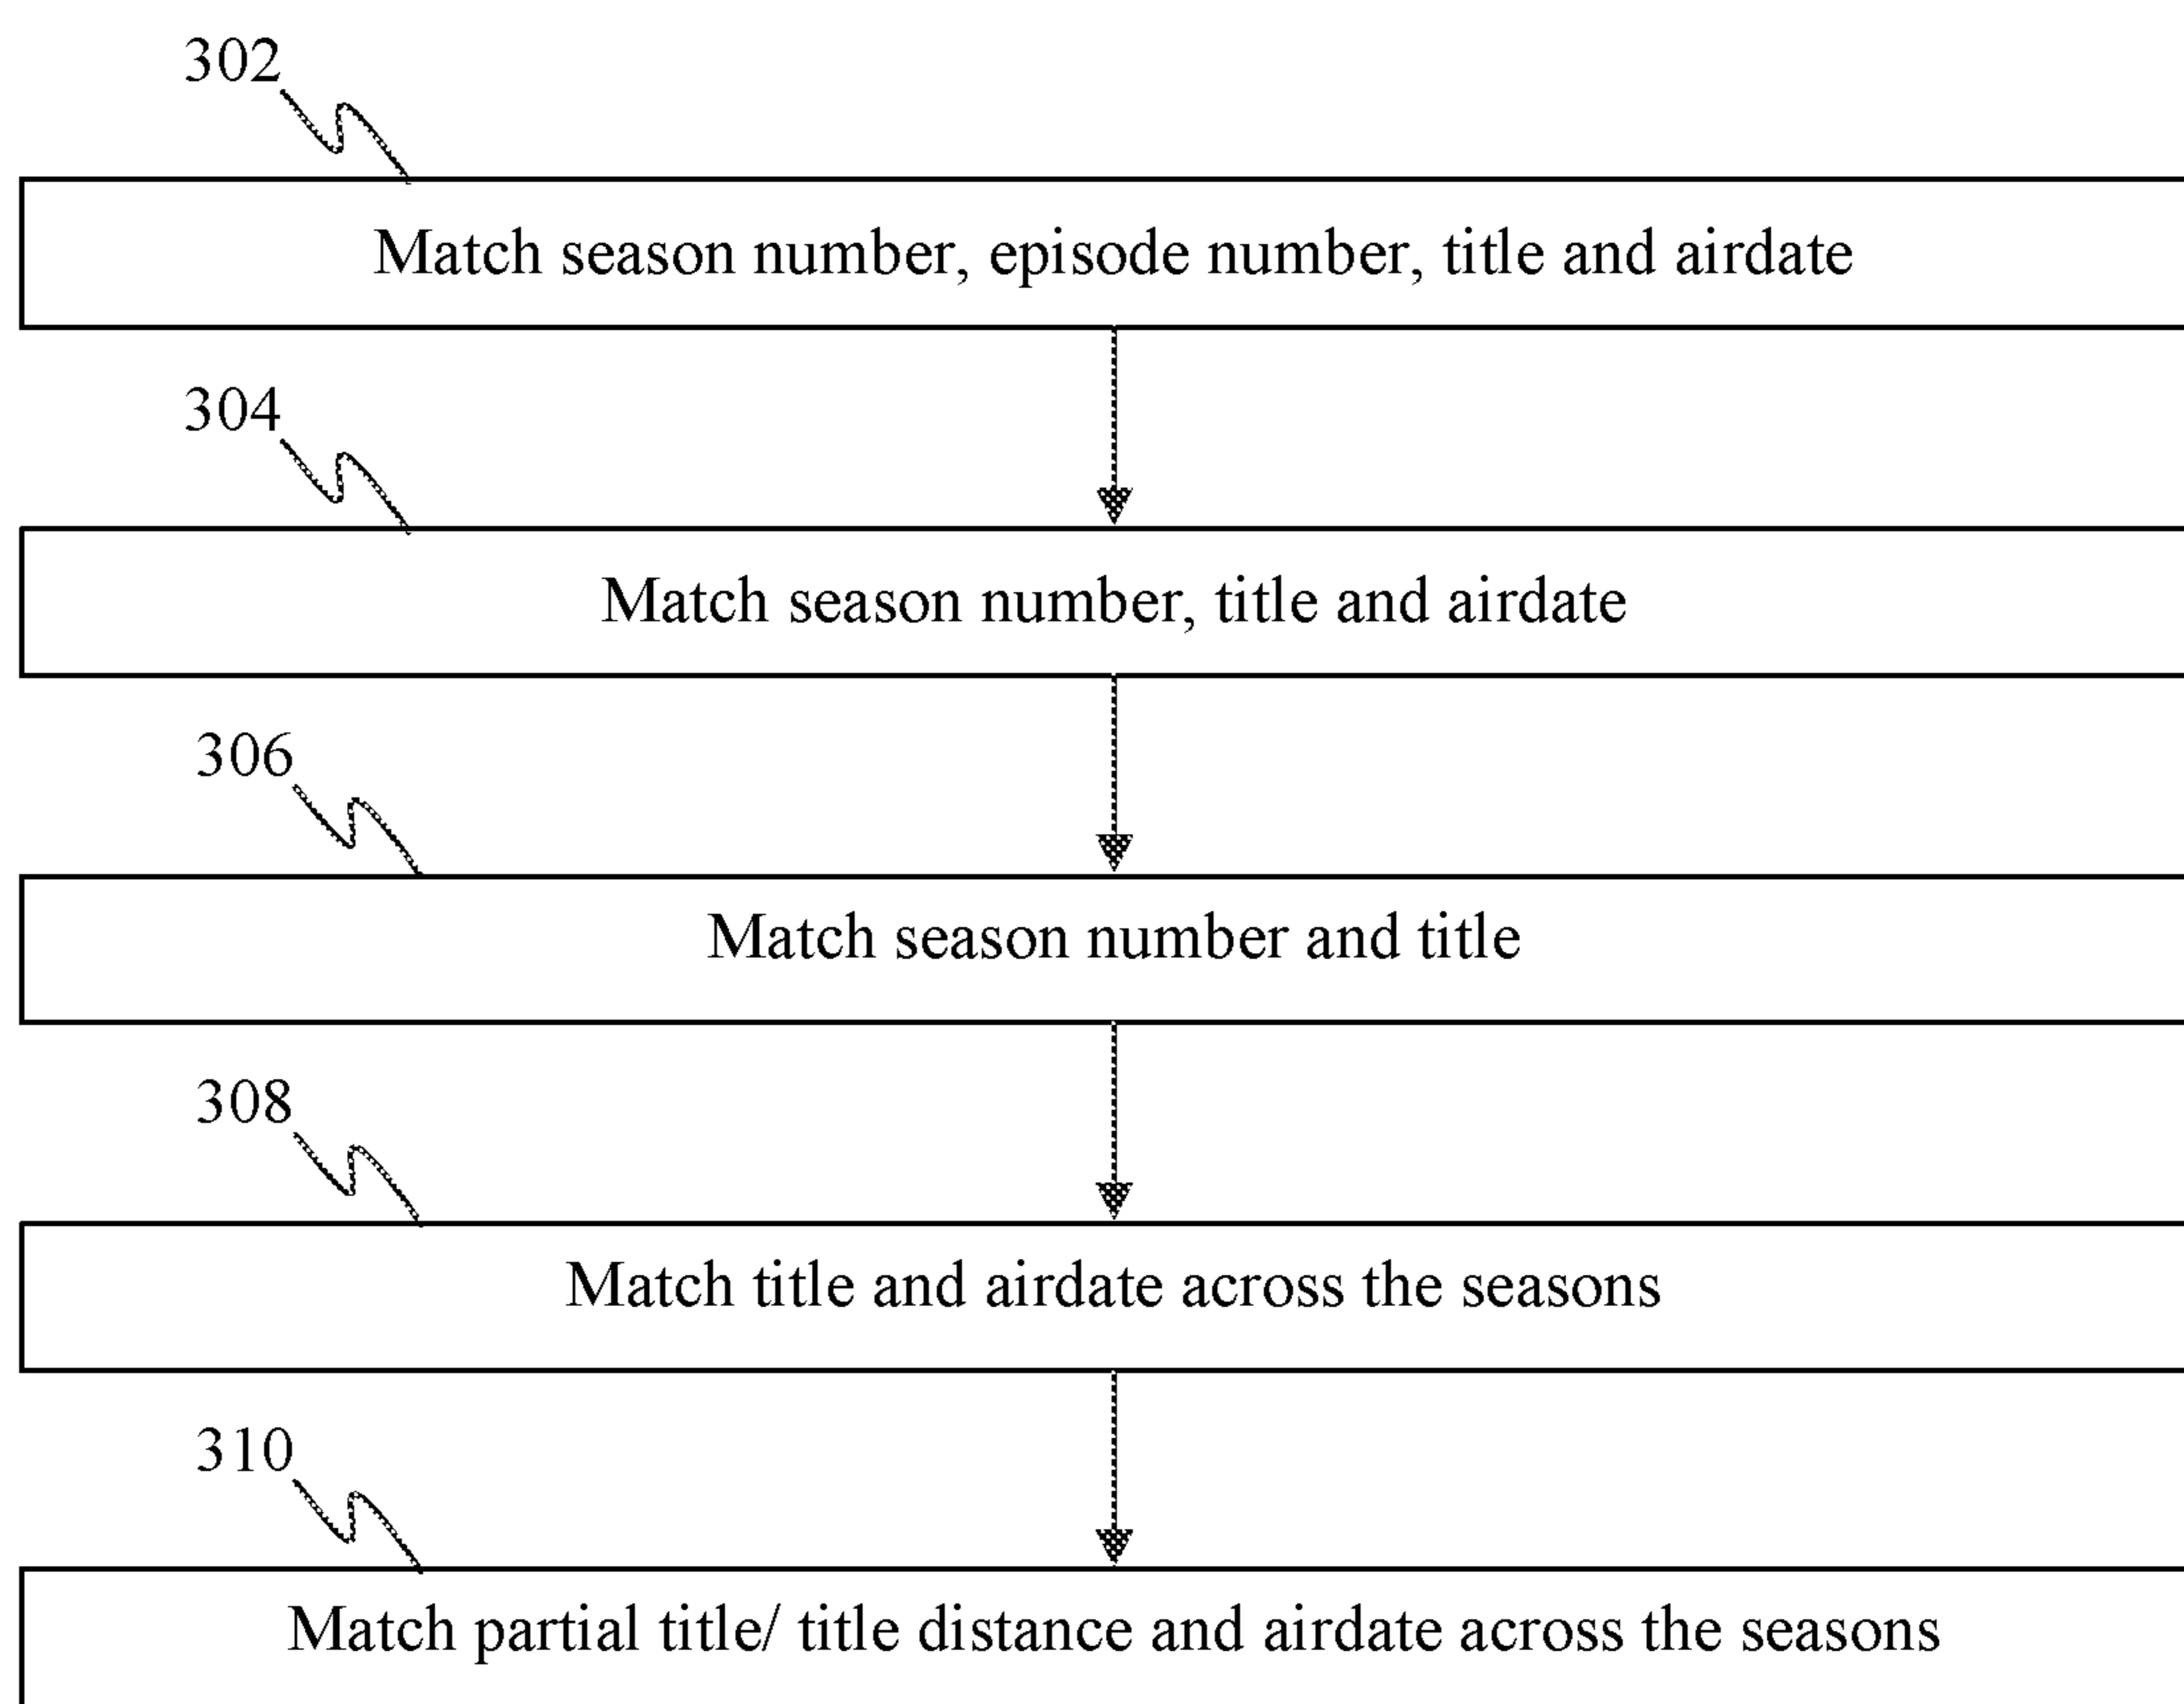 302
Match season number, episode number, title and airdate
304
Match season number, title and airdate
306
Match season number and title
308
Match title and airdate across the seasons
310
Match partial title/ title distance and airdate across the seasons